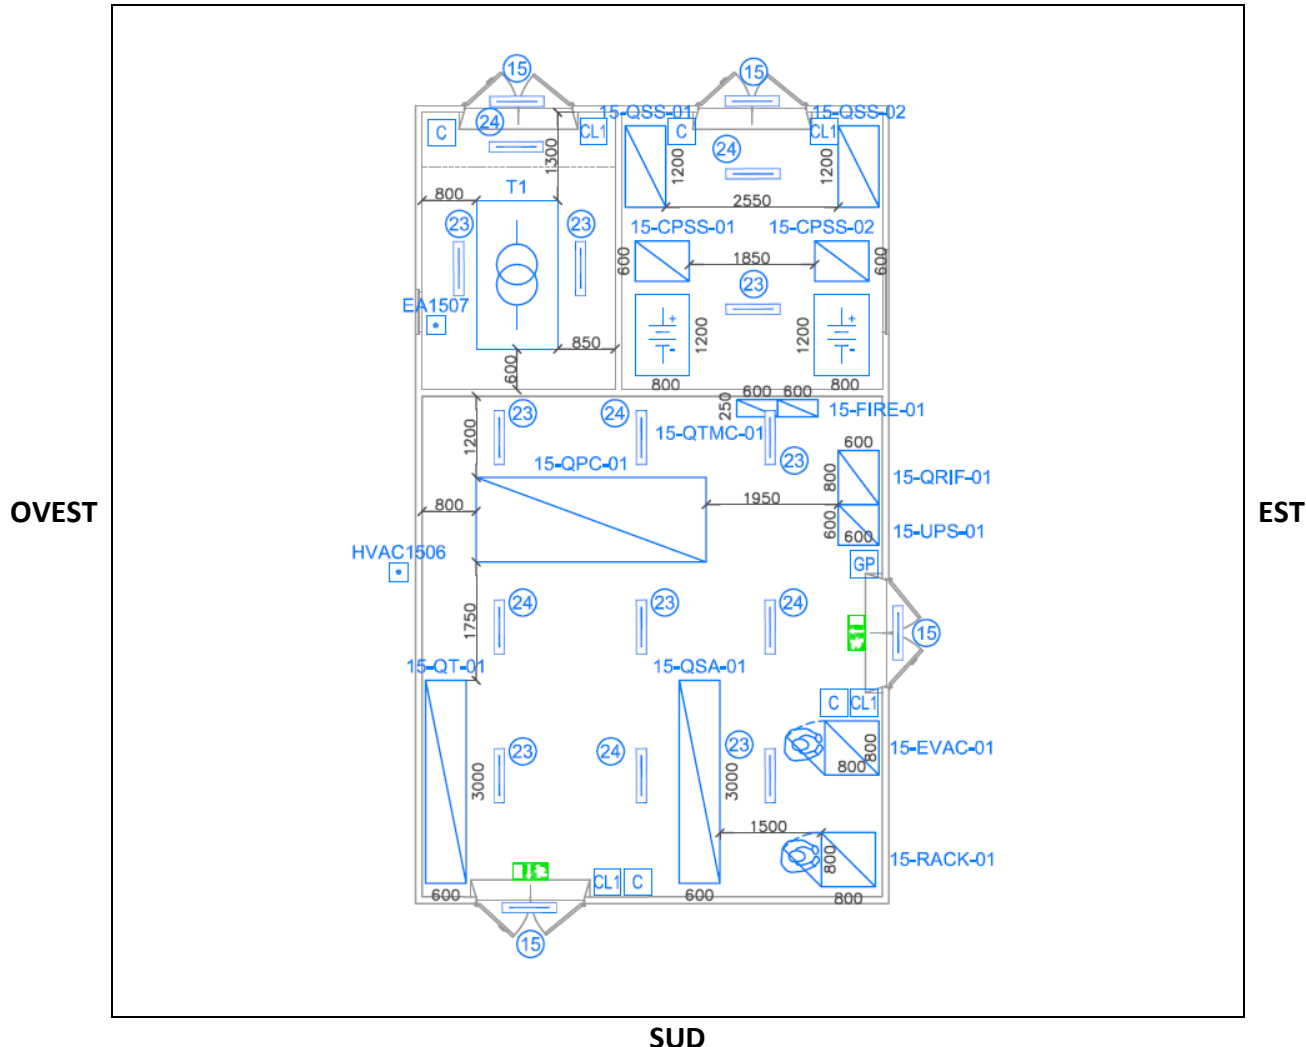 15
15
15-QSS-01
15-QSS-02
C
24
CL1
C
CL1
1300
24
1200
1200
T1
800
2550
23
23
15-CPSS-01
15-CPSS-02
600
1850
600
23
EA1507
+
-
1200
1200
+
-
850
600
800
800
600
600
250
15-FIRE-01
23
24
15-QTMC-01
1200
600
15-QPC-01
23
800
15-QRIF-01
1950
800
OVEST
EST
600
600
15-UPS-01
HVAC1506
GP
24
23
24
1750
15
15-QT-01
15-QSA-01
C
CL1
23
24
23
800
15-EVAC-01
800
3000
3000
1500
800
15-RACK-01
CL1
C
600
600
800
15
SUD